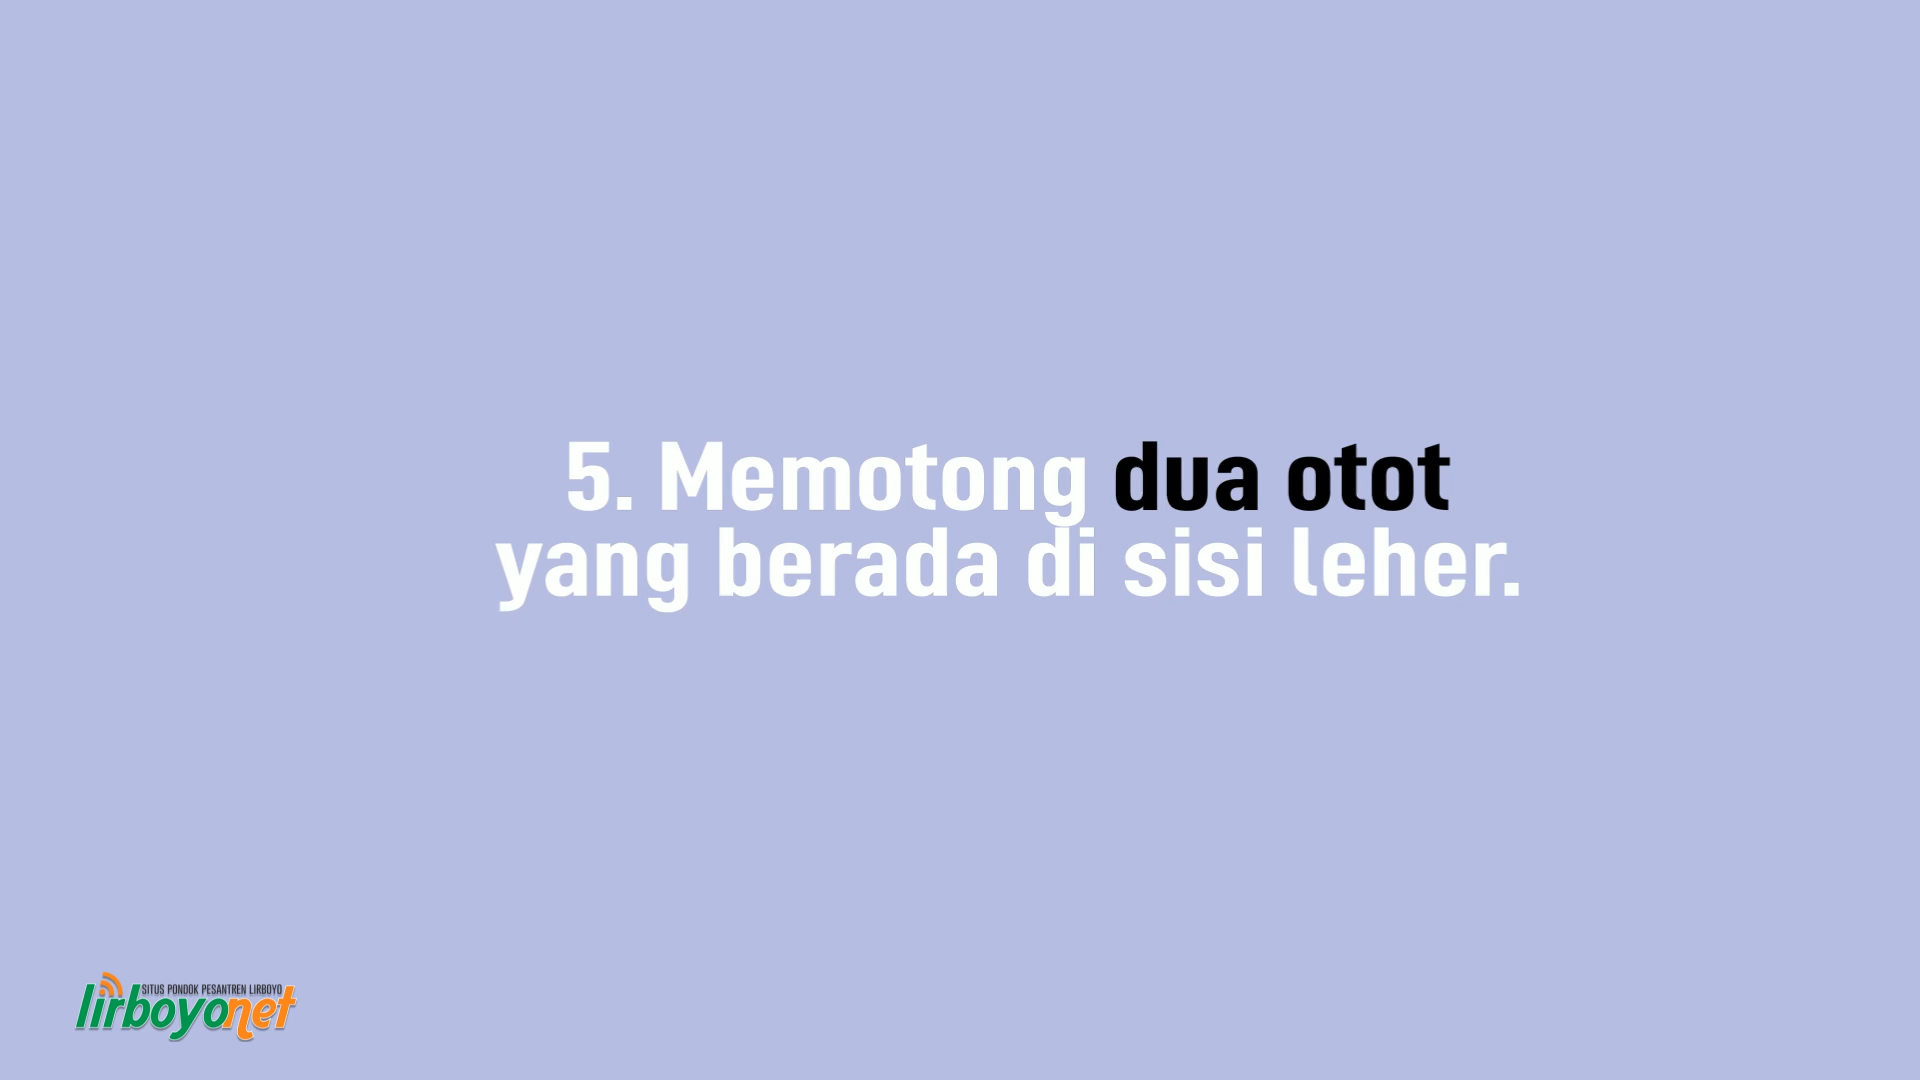 5. Memotong dua otot
yang berada di sisi leher.
SITUS PONDOK PESANTREN LIRBOYO
lirboyonet